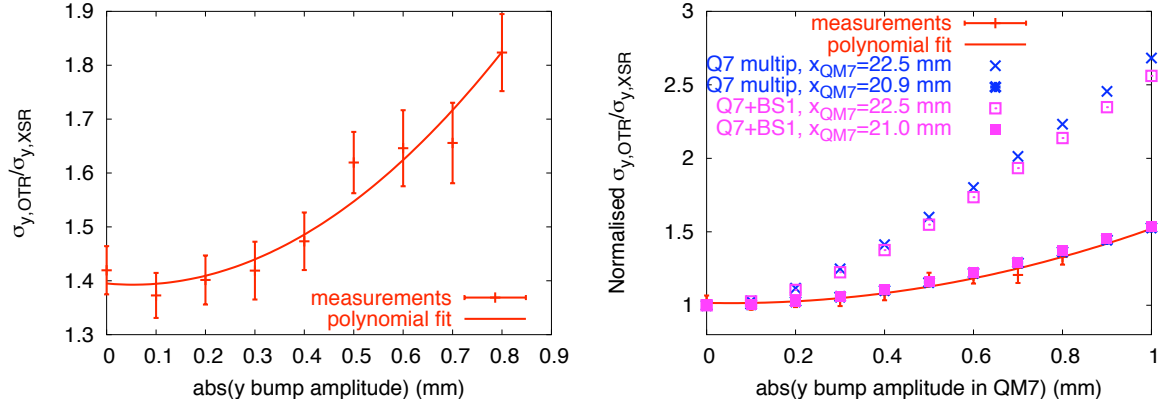 1.9
1.8
1.7
1.6
1.5
1.4
1.3
σy,OTR/σy,XSR
measurements
polynomial fit
0 0.1 0.2 0.3 0.4 0.5 0.6 0.7 0.8 0.9
abs(y bump amplitude) (mm)
3
2.5
2
1.5
1
Normalised σy,OTR/σy,XSR
measurements
polynomial fit
Q7 multip, xQM7=22.5 mm
Q7 multip, xQM7=20.9 mm
Q7+BS1, xQM7=22.5 mm
Q7+BS1, xQM7=21.0 mm
0 0.2 0.4 0.6 0.8 1
abs(y bump amplitude in QM7) (mm)